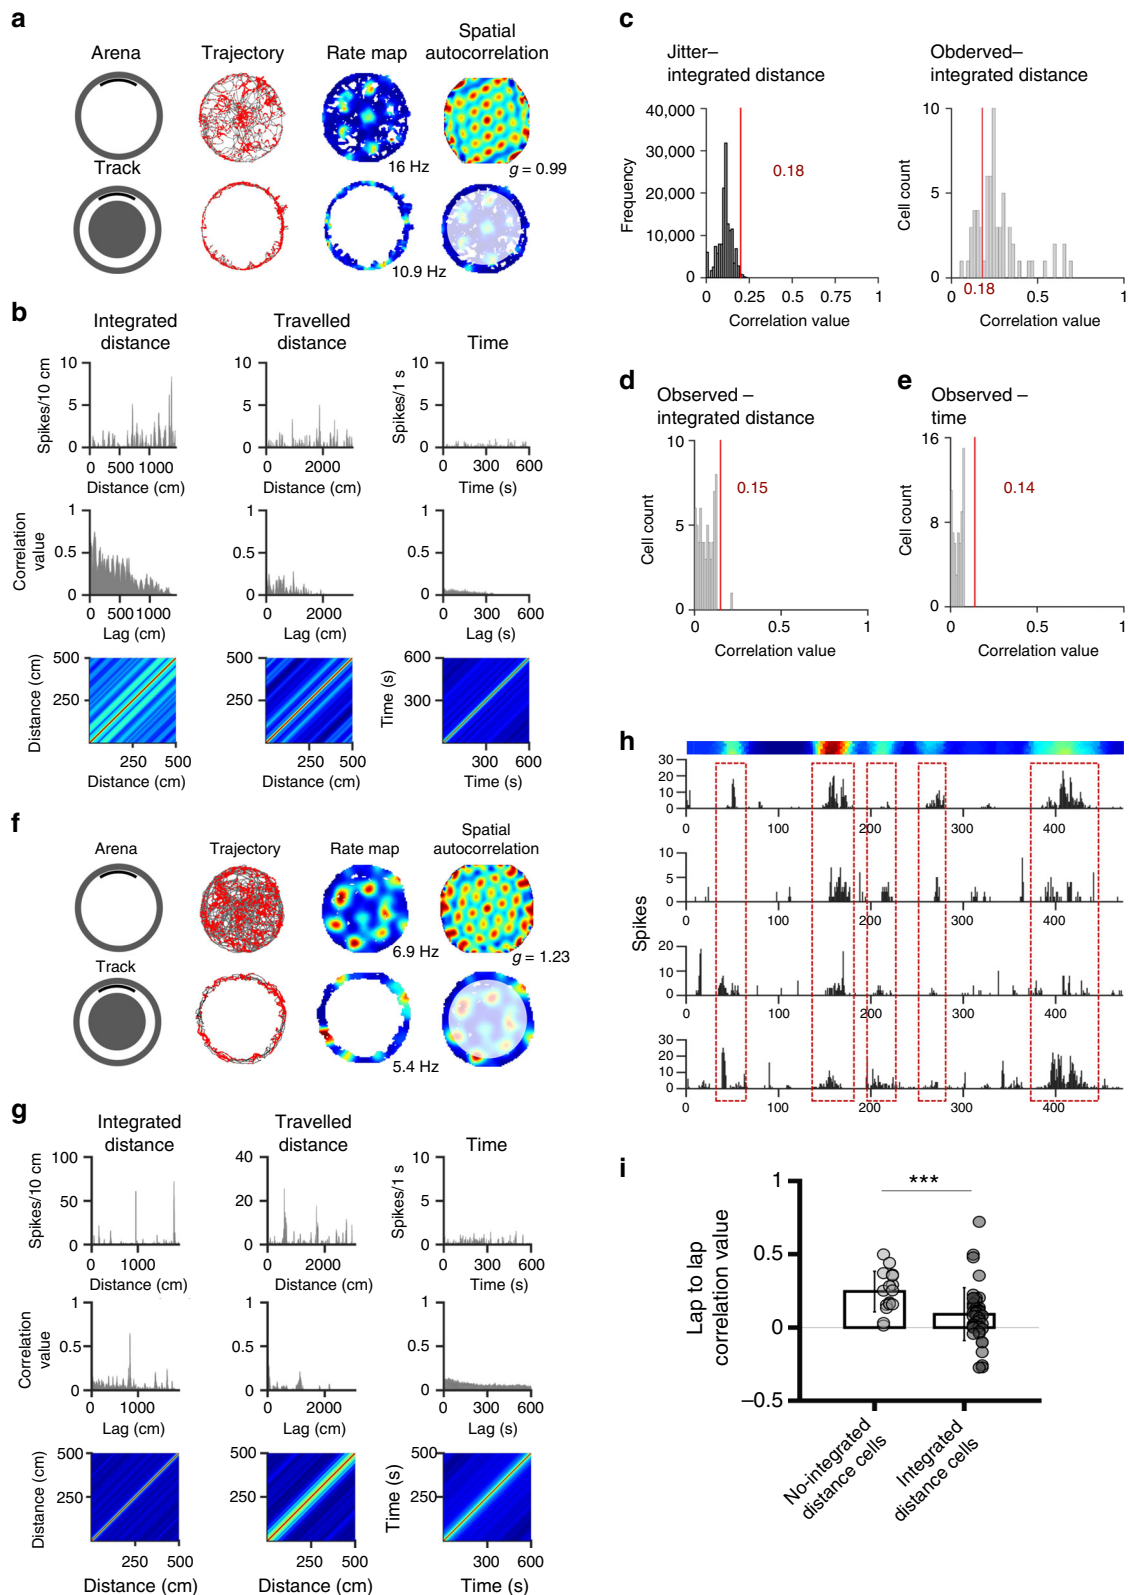 a
Arena
Trajectory
Rate map
Spatial
autocorrelation
16 Hz
g = 0.99
Track
10.9 Hz
b
Integrated
distance
Travelled
distance
Time
Spikes/10 cm
10
5
0
0 500 1000
Distance (cm)
10
5
0
0 2000
Distance (cm)
Spikes/1 s
10
5
0
0 300 600
Time (s)
Correlation
value
1
0.5
0
0 500 1000
Lag (cm)
1
0.5
0
0 2000
Lag (cm)
1
0.5
0
0 300 600
Lag (s)
Distance (cm)
500
250
250 500
Distance (cm)
500
250
250 500
Distance (cm)
Time (s)
600
300
300 600
Time (s)
c
Jitter–
integrated distance
Frequency
40,000
30,000
20,000
10,000
0
0.18
0 0.25 0.5 0.75 1
Correlation value
Obderved–
integrated distance
Cell count
10
5
0
0.18
0 0.5 1
Correlation value
d
Observed –
integrated distance
Cell count
10
5
0
0.15
0 0.5 1
Correlation value
e
Observed –
time
Cell count
16
8
0
0.14
0 0.5 1
Correlation value
f
Arena
Trajectory
Rate map
Spatial
autocorrelation
6.9 Hz
g = 1.23
Track
5.4 Hz
g
Integrated
distance
Travelled
distance
Time
Spikes/10 cm
100
50
0
0 1000
Distance (cm)
40
20
0
0 2000
Distance (cm)
Spikes/1 s
10
5
0
0 300 600
Time (s)
Correlation
value
1
0.5
0
0 1000
Lag (cm)
1
0.5
0
0 2000
Lag (cm)
1
0.5
0
0 300 600
Lag (s)
Distance (cm)
500
250
250 500
Distance (cm)
500
250
250 500
Distance (cm)
Time (s)
500
250
300 600
Time (s)
h
Spikes
30
20
10
0
0 100 200 300 400
20
15
10
5
0
0 100 200 300 400
20
15
10
5
0
0 100 200 300 400
30
20
10
0
0 100 200 300 400
i
Lap to lap
correlation value
1
0.5
0
–0.5
***
No-integrated
distance cells
Integrated
distance cells